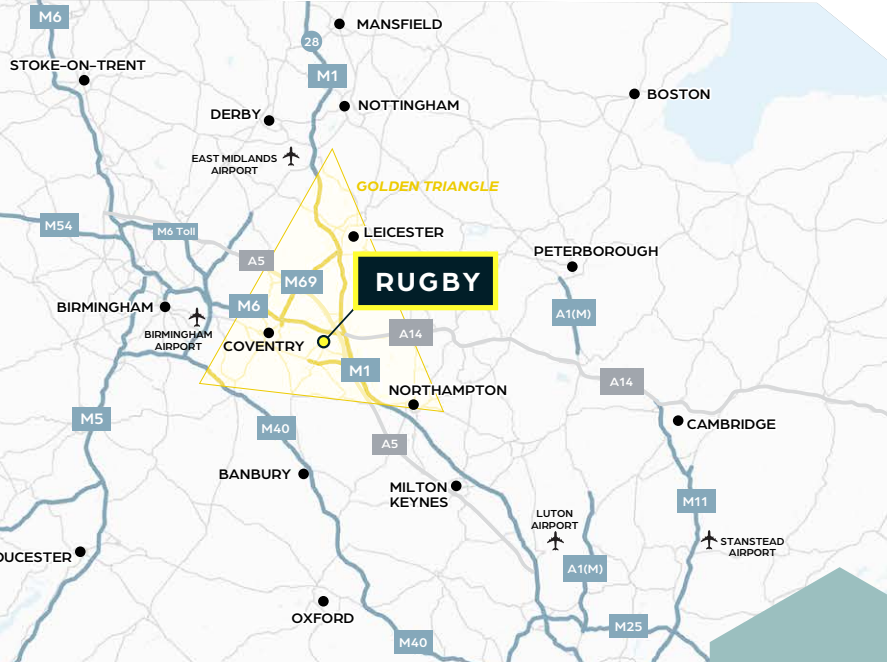 M6
MANSFIELD
28
STOKE-ON-TRENT
M1
BOSTON
NOTTINGHAM
DERBY
EAST MIDLANDS
AIRPORT
GOLDEN TRIANGLE
M54
M6 Toll
LEICESTER
A5
PETERBOROUGH
M69
RUGBY
BIRMINGHAM
M6
A1(M)
BIRMINGHAM
AIRPORT
A14
COVENTRY
M1
A14
NORTHAMPTON
M5
M40
CAMBRIDGE
A5
BANBURY
MILTON
KEYNES
M11
LUTON
AIRPORT
STANSTEAD
AIRPORT
OUCESTER
A1(M)
OXFORD
M25
M40